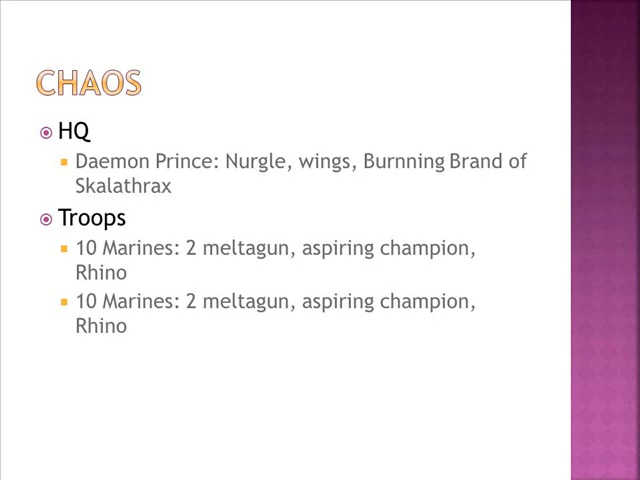 CHAOS
HQ
Daemon Prince: Nurgle, wings, Burnning Brand of
Skalathrax
Troops
10 Marines: 2 meltagun, aspiring champion,
Rhino
10 Marines: 2 meltagun, aspiring champion,
Rhino